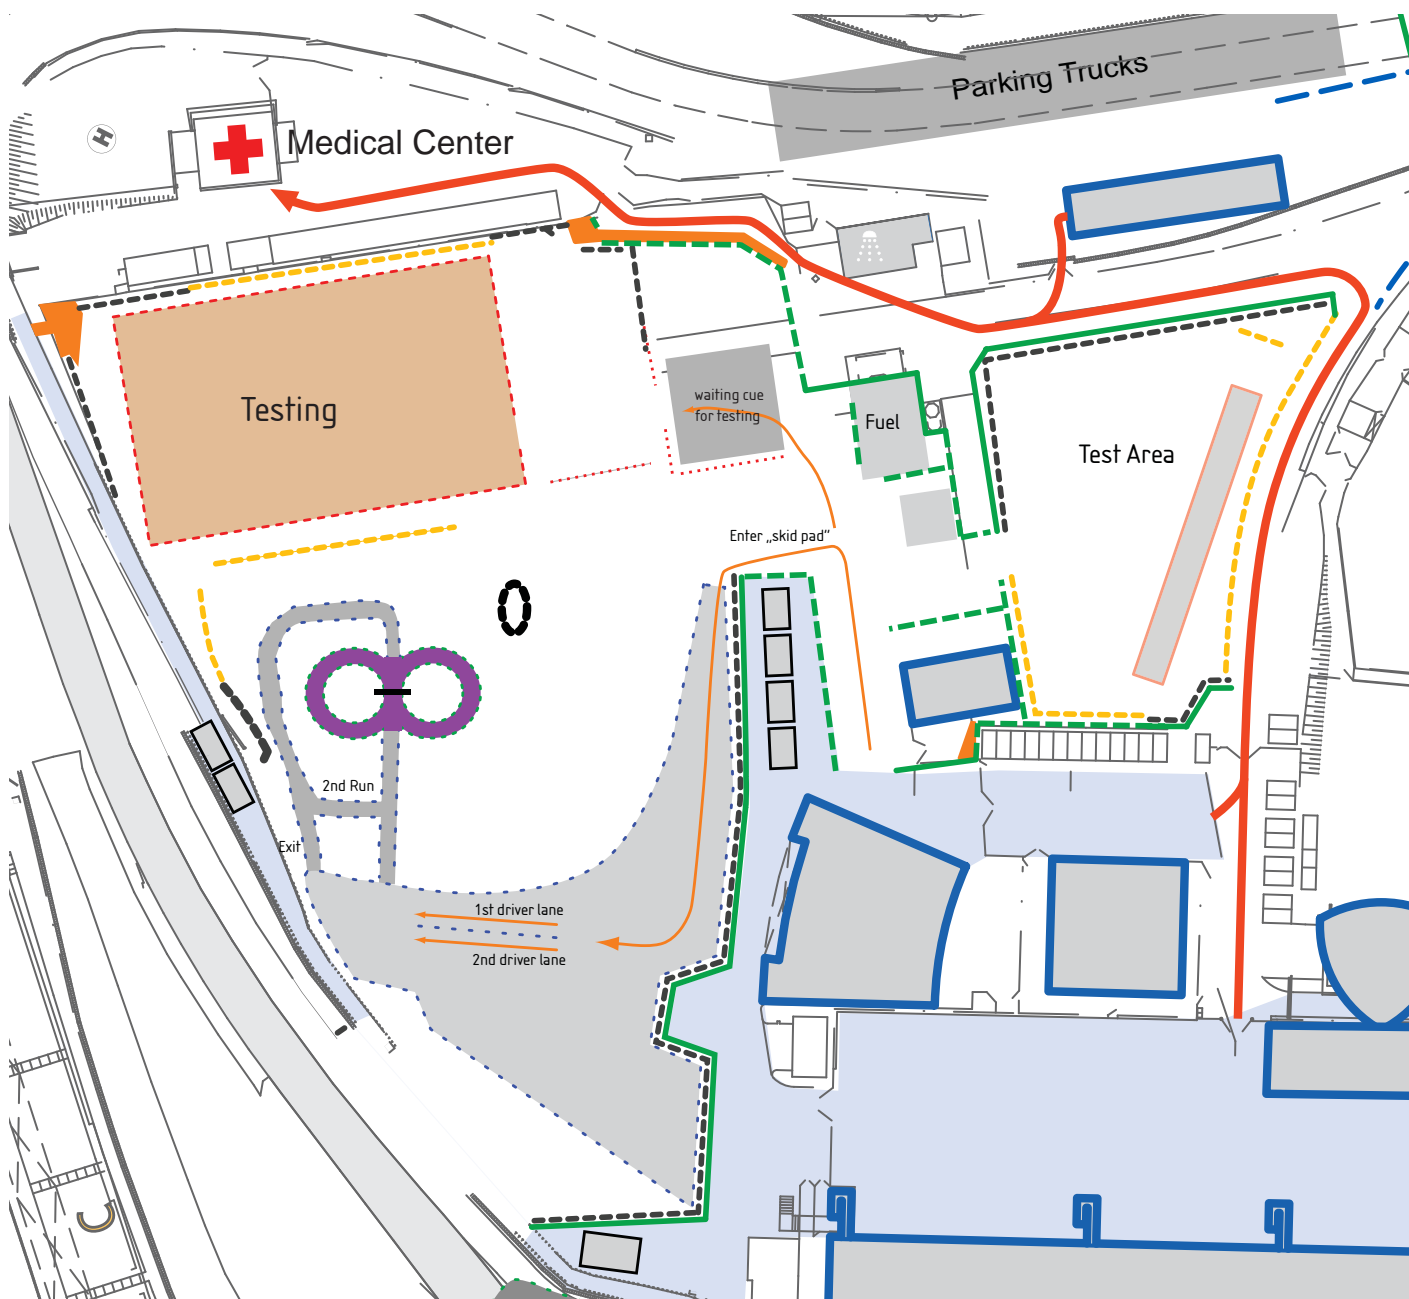 Parking Trucks
H
Medical Center
Testing
waiting cue
for testing
Fuel
Test Area
Enter „skid pad“
2nd Run
Exit
1st driver lane
2nd driver lane